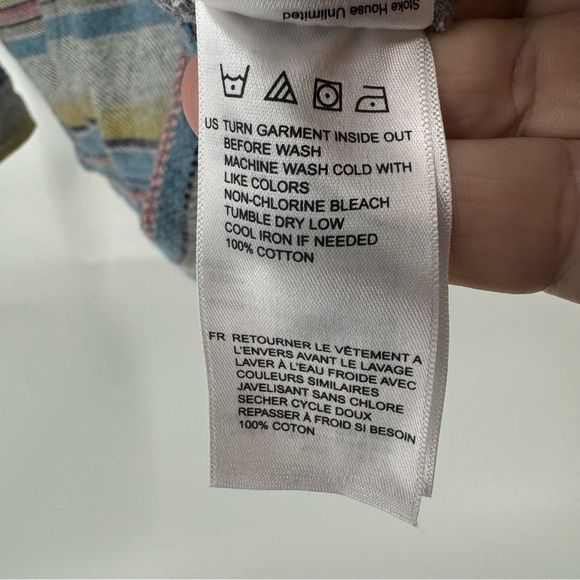 Stoke House Unlimited
US TURN GARMENT INSIDE OUT
BEFORE WASH
MACHINE WASH COLD WITH
LIKE COLORS
NON-CHLORINE BLEACH
TUMBLE DRY LOW
COOL IRON IF NEEDED
100% COTTON
FR RETOURNER LE VÊTEMENT A
L'ENVERS AVANT LE LAVAGE
LAVER À L'EAU FROIDE AVEC
COULEURS SIMILAIRES
JAVELISANT SANS CHLORE
SECHER CYCLE DOUX
REPASSER À FROID SI BESOIN
100% COTON